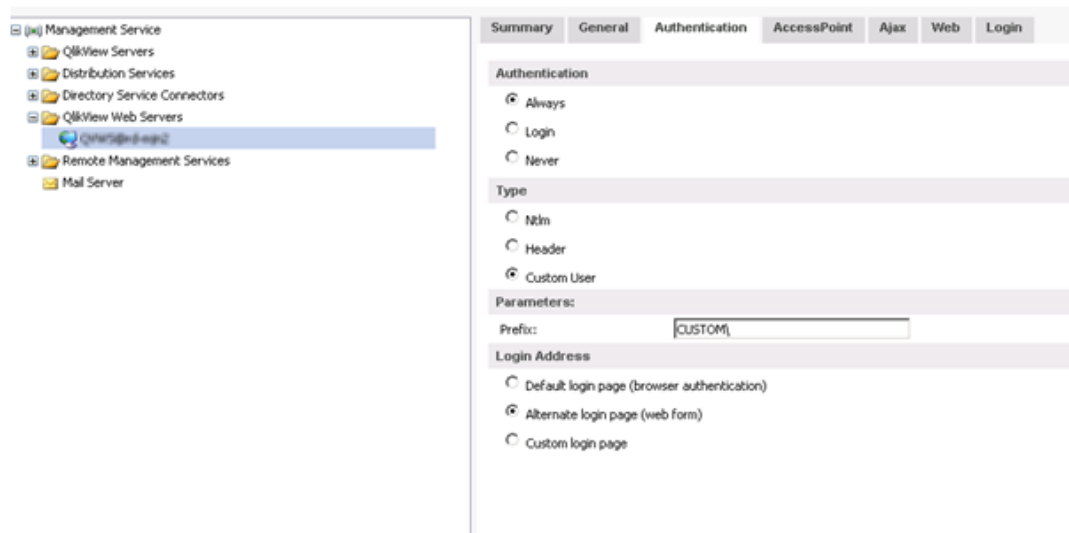 Management Service
QlikView Servers
Distribution Services
Directory Service Connectors
QlikView Web Servers
Remote Management Services
Mail Server
Summary General Authentication AccessPoint Ajax Web Login
Authentication
Always
Login
Never
Type
Ntlm
Header
Custom User
Parameters:
Prefix: CUSTOM\
Login Address
Default login page (browser authentication)
Alternate login page (web form)
Custom login page